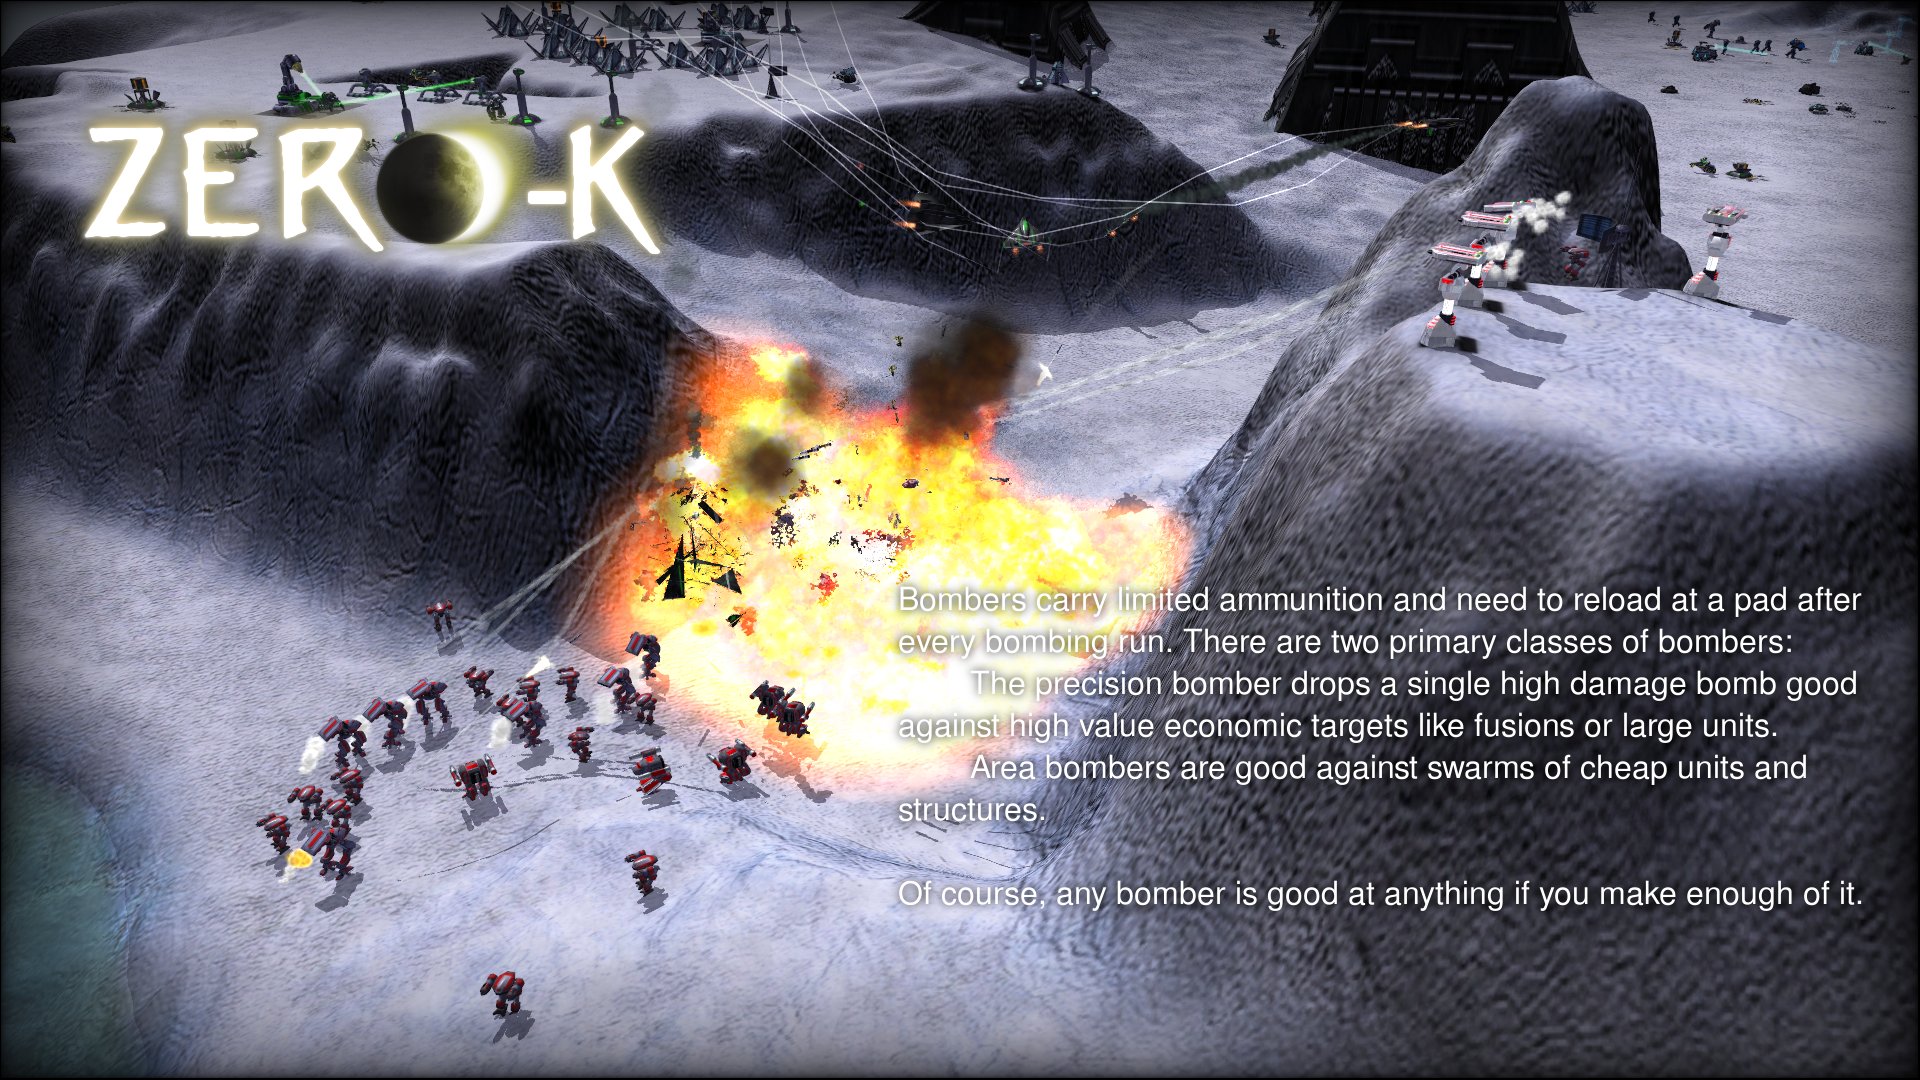 ZERO-K
Bombers carry limited ammunition and need to reload at a pad after
every bombing run. There are two primary classes of bombers:
The precision bomber drops a single high damage bomb good
against high value economic targets like fusions or large units.
Area bombers are good against swarms of cheap units and
structures.
Of course, any bomber is good at anything if you make enough of it.